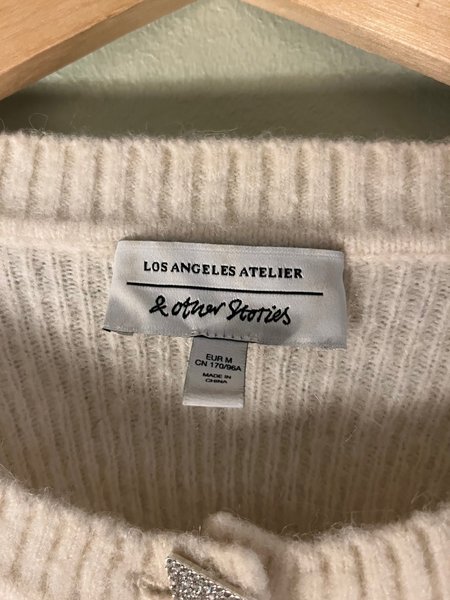 LOS ANGELES ATELIER
& other Stories
EUR M
CN 170/96A
MADE IN
CHINA